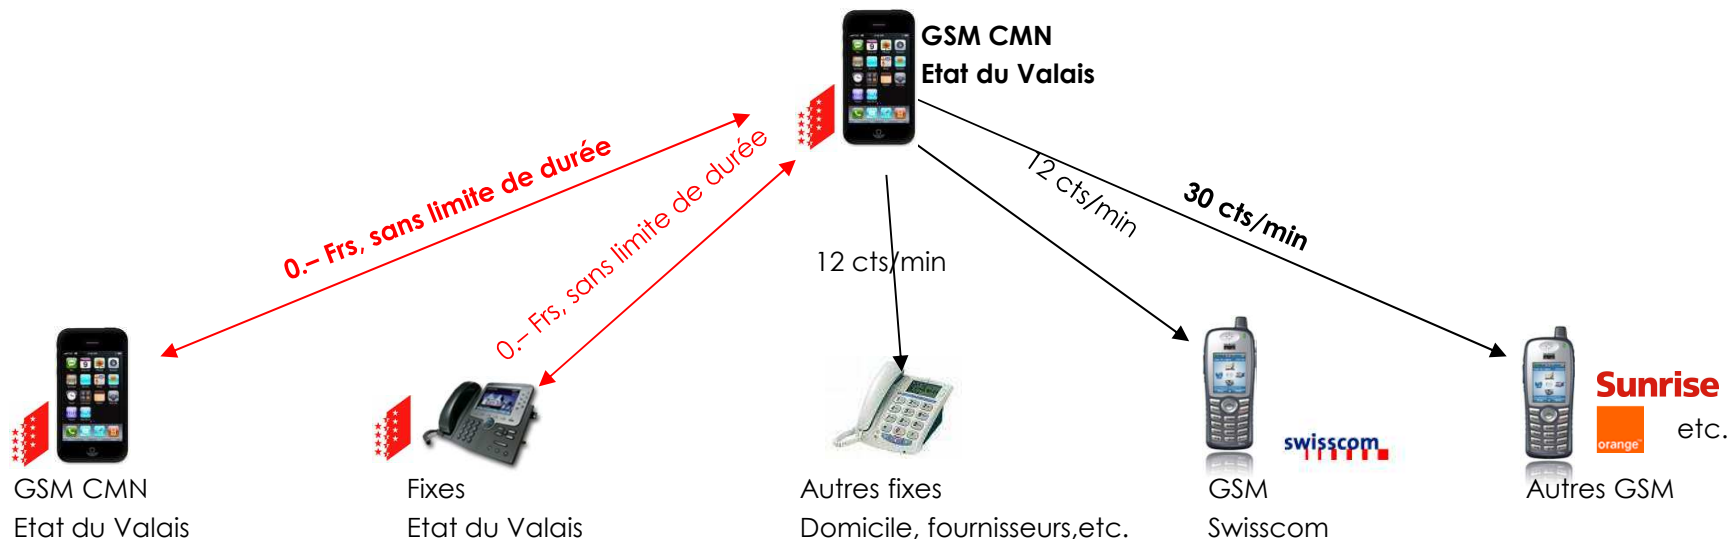 GSM CMN
Etat du Valais
0.– Frs, sans limite de durée
0.– Frs, sans limite de durée
12 cts/min
12 cts/min
30 cts/min
swisscom
Sunrise
orange
etc.
GSM CMN
Etat du Valais
Fixes
Etat du Valais
Autres fixes
Domicile, fournisseurs,etc.
GSM
Swisscom
Autres GSM